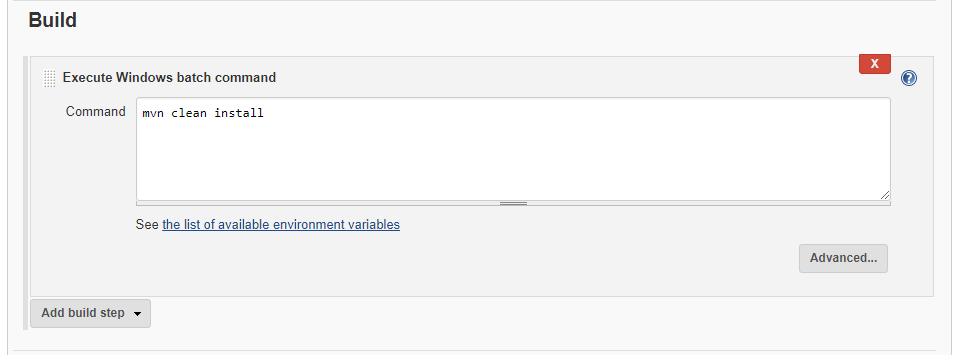 Build
X
Execute Windows batch command
?
Command mvn clean install
See the list of available environment variables
Advanced...
Add build step